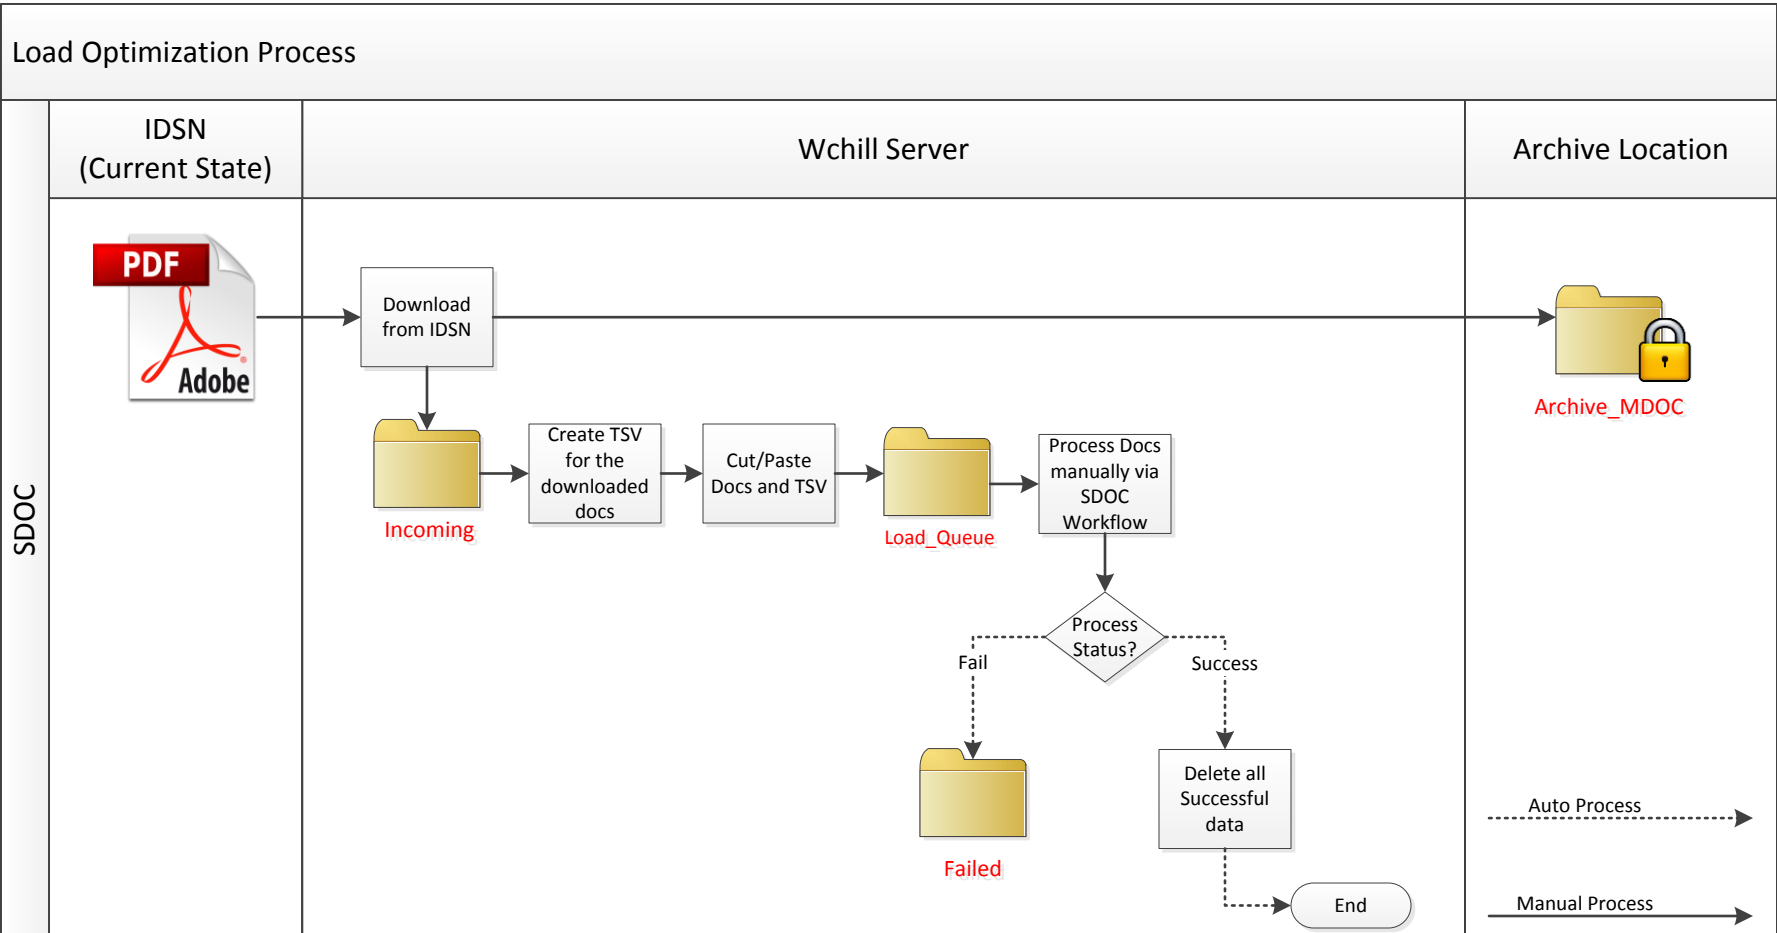 Load Optimization Process
IDSN
(Current State)
Wchill Server
Archive Location
SDOC
PDF
Adobe
Download
from IDSN
Archive_MDOC
Incoming
Create TSV
for the
downloaded
docs
Cut/Paste
Docs and TSV
Load_Queue
Process Docs
manually via
SDOC
Workflow
Process
Status?
Fail
Success
Failed
Delete all
Successful
data
End
Auto Process
Manual Process